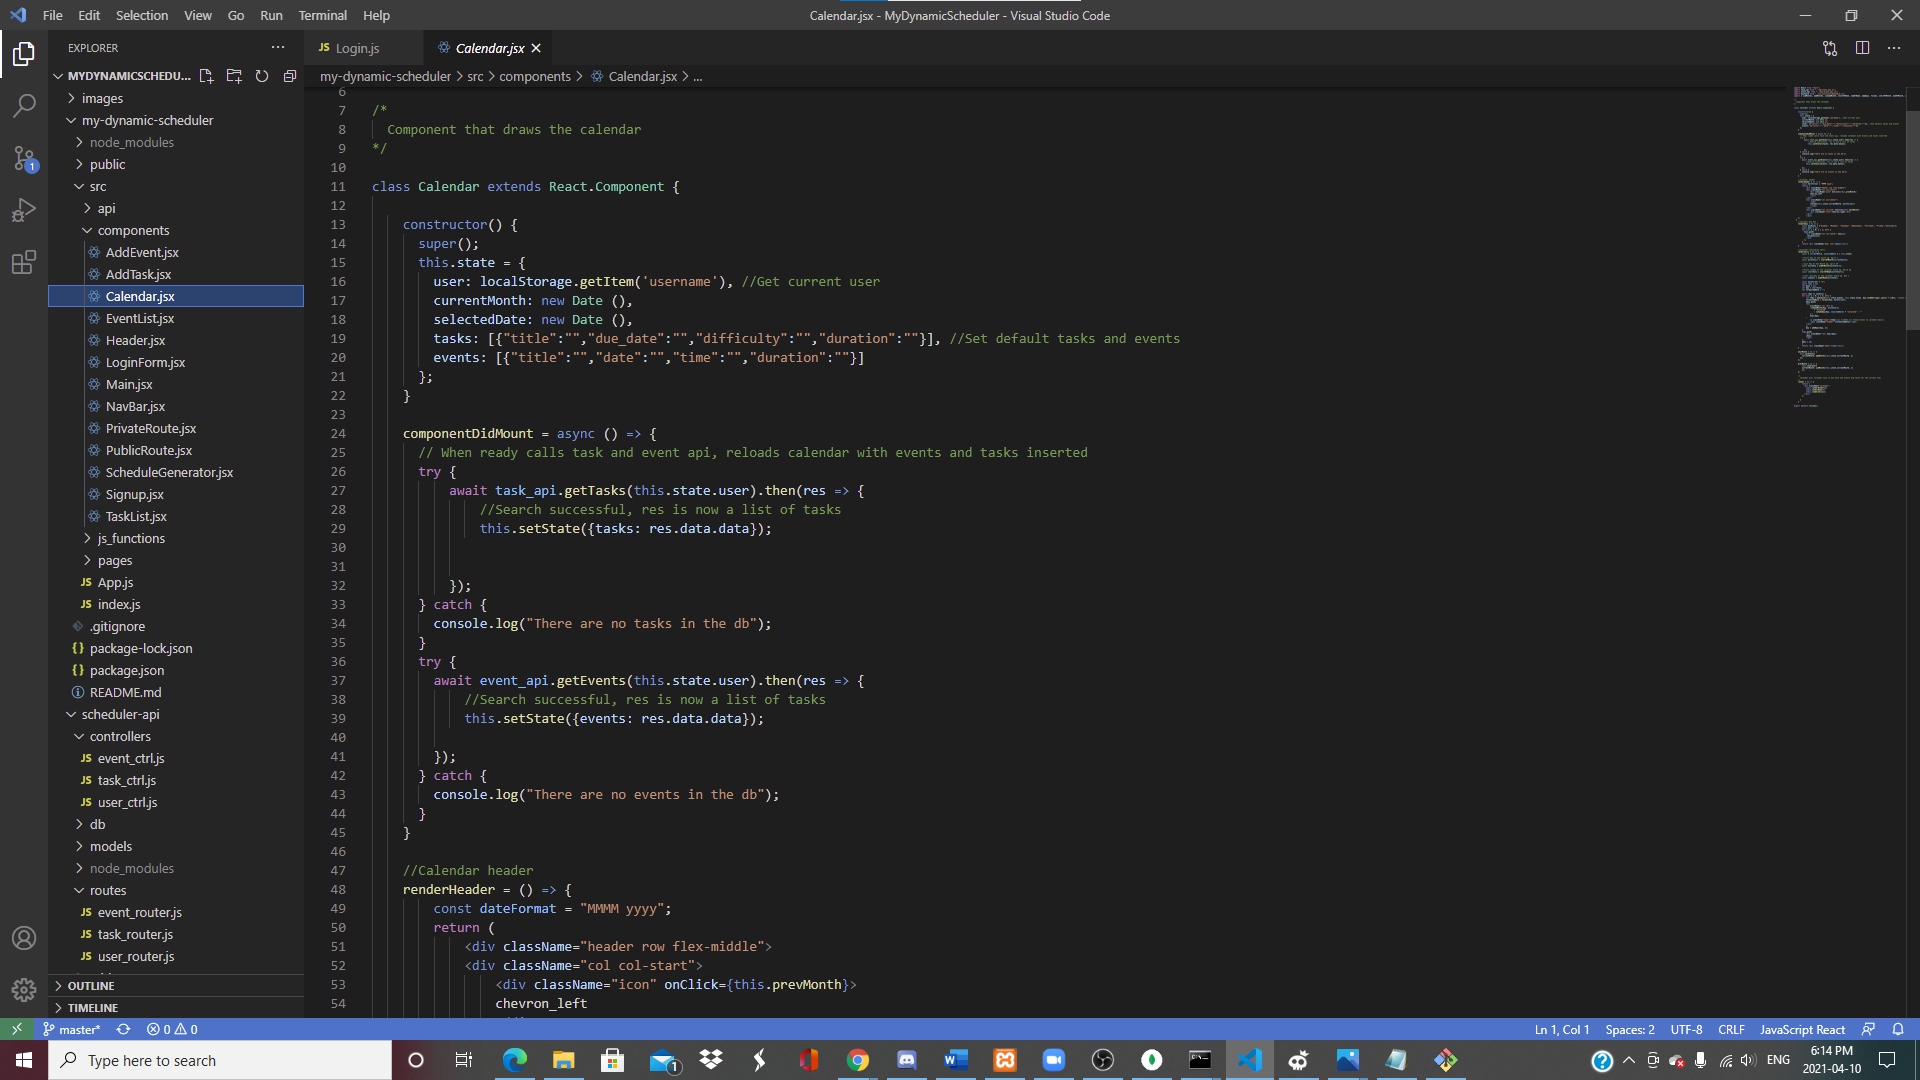 File Edit Selection View Go Run Terminal Help
Calendar.jsx - MyDynamicScheduler - Visual Studio Code
EXPLORER
MYDYNAMICSCHEDU...
images
my-dynamic-scheduler
node_modules
public
src
api
components
AddEvent.jsx
AddTask.jsx
Calendar.jsx
EventList.jsx
Header.jsx
LoginForm.jsx
Main.jsx
NavBar.jsx
PrivateRoute.jsx
PublicRoute.jsx
ScheduleGenerator.jsx
Signup.jsx
TaskList.jsx
js_functions
pages
JS App.js
JS index.js
.gitignore
{} package-lock.json
{} package.json
README.md
scheduler-api
controllers
JS event_ctrl.js
JS task_ctrl.js
JS user_ctrl.js
db
models
node_modules
routes
JS event_router.js
JS task_router.js
JS user_router.js
OUTLINE
TIMELINE
1
JS Login.js
Calendar.jsx
my-dynamic-scheduler > src > components > Calendar.jsx > ...
6
7 /*
8 Component that draws the calendar
9 */
10
11 class Calendar extends React.Component {
12
13 constructor() {
14 super();
15 this.state = {
16 user: localStorage.getItem('username'), //Get current user
17 currentMonth: new Date (),
18 selectedDate: new Date (),
19 tasks: [{"title":"","due_date":"","difficulty":"","duration":""}], //Set default tasks and events
20 events: [{"title":"","date":"","time":"","duration":""}]
21 };
22 }
23
24 componentDidMount = async () => {
25 // When ready calls task and event api, reloads calendar with events and tasks inserted
26 try {
27 await task_api.getTasks(this.state.user).then(res => {
28 //Search successful, res is now a list of tasks
29 this.setState({tasks: res.data.data});
30
31
32 });
33 } catch {
34 console.log("There are no tasks in the db");
35 }
36 try {
37 await event_api.getEvents(this.state.user).then(res => {
38 //Search successful, res is now a list of tasks
39 this.setState({events: res.data.data});
40
41 });
42 } catch {
43 console.log("There are no events in the db");
44 }
45 }
46
47 //Calendar header
48 renderHeader = () => {
49 const dateFormat = "MMMM yyyy";
50 return (
51 <div className="header row flex-middle">
52 <div className="col col-start">
53 <div className="icon" onClick={this.prevMonth}>
54 chevron_left
master* 0 0
Ln 1, Col 1 Spaces: 2 UTF-8 CRLF JavaScript React
Type here to search
1
ENG
6:14 PM
2021-04-10